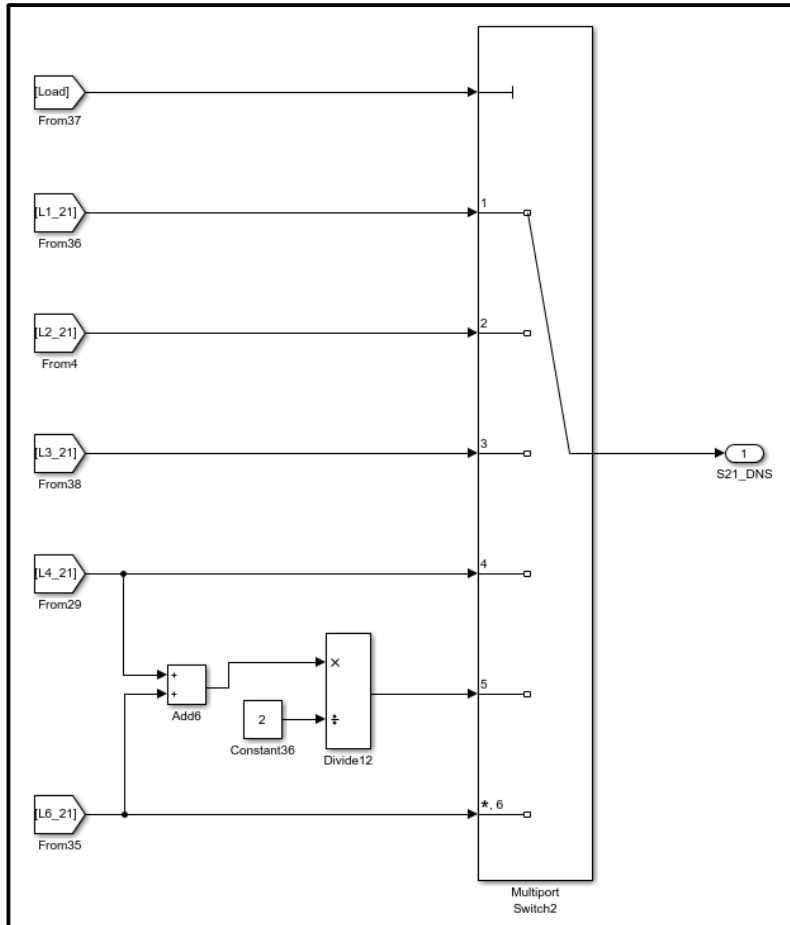 [Load]
From37
[L1_21]
From36
1
[L2_21]
From4
2
[L3_21]
From38
3
1
S21_DNS
[L4_21]
From29
4
+
+
Add6
2
Constant36
×
÷
Divide12
5
[L6_21]
From35
*, 6
Multiport
Switch2